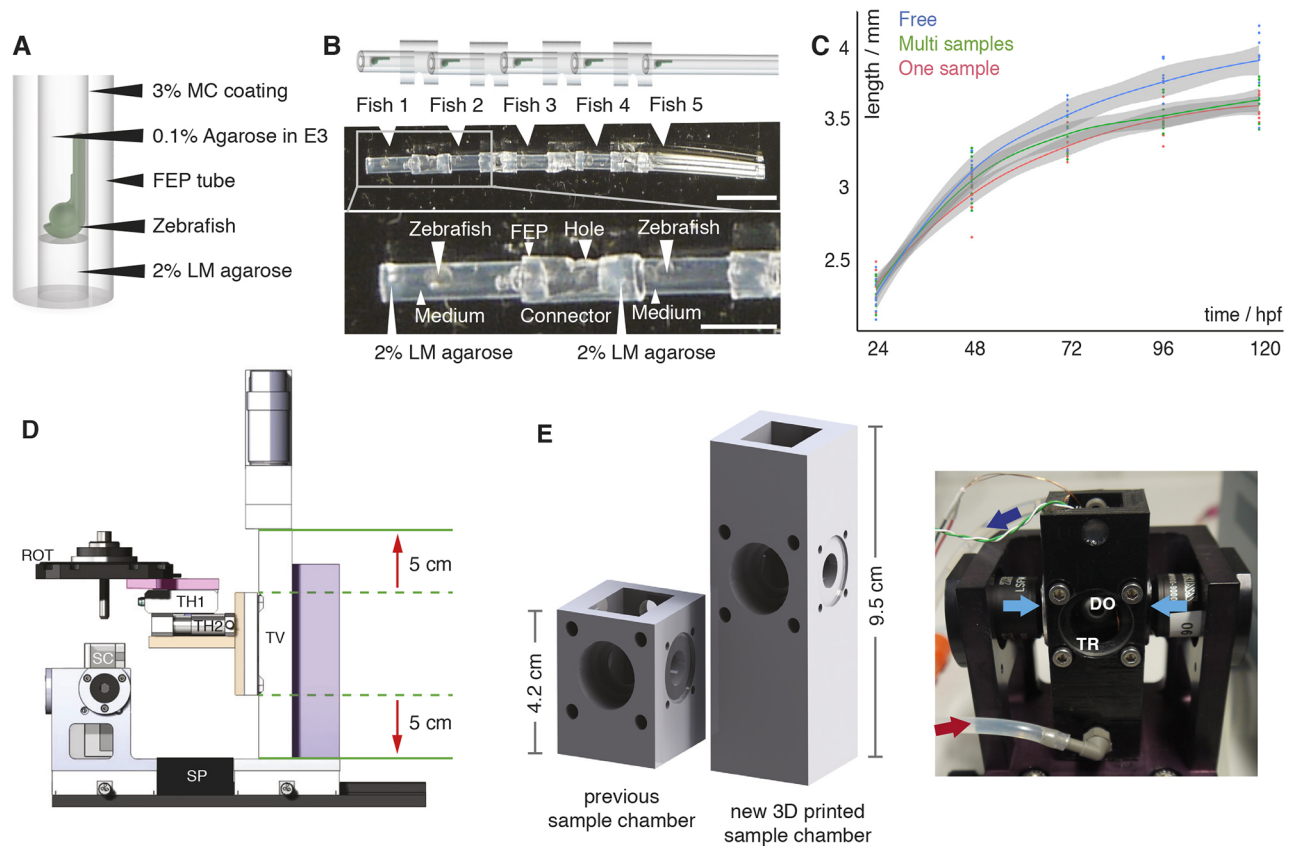 A
3% MC coating
0.1% Agarose in E3
FEP tube
Zebrafish
2% LM agarose
B
Fish 1 Fish 2 Fish 3 Fish 4 Fish 5
Zebrafish FEP Hole Zebrafish
Medium Connector Medium
2% LM agarose 2% LM agarose
C
length / mm
Free
Multi samples
One sample
4
3.5
3
2.5
time / hpf
24 48 72 96 120
D
ROT
TH1
TH2
SC
TV
SP
5 cm
5 cm
E
4.2 cm
9.5 cm
previous
sample chamber
new 3D printed
sample chamber
DO
TR
LSFM
90